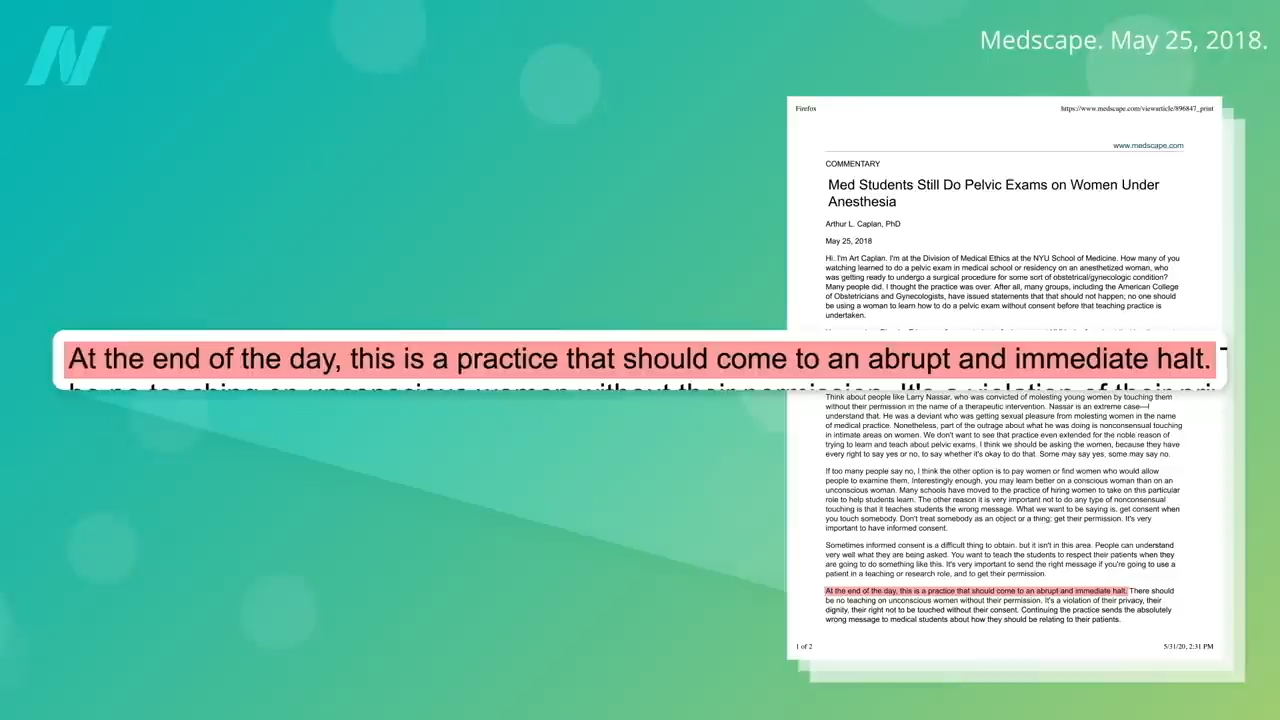 Medscape. May 25, 2018.
Firefox
https://www.medscape.com/viewarticle/896847_print
www.medscape.com
COMMENTARY
Med Students Still Do Pelvic Exams on Women Under
Anesthesia
Arthur L. Caplan, PhD
May 25, 2018
Hi. I'm Art Caplan. I'm at the Division of Medical Ethics at the NYU School of Medicine. How many of you
watching learned to do a pelvic exam in medical school or residency on an anesthetized woman, who
was getting ready to undergo a surgical procedure for some sort of obstetrical/gynecologic condition?
Many people did. I thought the practice was over. After all, many groups, including the American College
of Obstetricians and Gynecologists, have issued statements that that should not happen; no one should
be using a woman to learn how to do a pelvic exam without consent before that teaching practice is
undertaken.
At the end of the day, this is a practice that should come to an abrupt and immediate halt.
be no teaching on unconscious women without their permission. It's a violation of their pri
Think about people like Larry Nassar, who was convicted of molesting young women by touching them
without their permission in the name of a therapeutic intervention. Nassar is an extreme case—I
understand that. He was a deviant who was getting sexual pleasure from molesting women in the name
of medical practice. Nonetheless, part of the outrage about what he was doing is nonconsensual touching
in intimate areas on women. We don't want to see that practice even extended for the noble reason of
trying to learn and teach about pelvic exams. I think we should be asking the women, because they have
every right to say yes or no, to say whether it's okay to do that. Some may say yes, some may say no.
If too many people say no, I think the other option is to pay women or find women who would allow
people to examine them. Interestingly enough, you may learn better on a conscious woman than on an
unconscious woman. Many schools have moved to the practice of hiring women to take on this particular
role to help students learn. The other reason it is very important not to do any type of nonconsensual
touching is that it teaches students the wrong message. What we want to be saying is, get consent when
you touch somebody. Don't treat somebody as an object or a thing; get their permission. It's very
important to have informed consent.
Sometimes informed consent is a difficult thing to obtain, but it isn't in this area. People can understand
very well what they are being asked. You want to teach the students to respect their patients when they
are going to do something like this. It's very important to send the right message if you're going to use a
patient in a teaching or research role, and to get their permission.
At the end of the day, this is a practice that should come to an abrupt and immediate halt. There should
be no teaching on unconscious women without their permission. It's a violation of their privacy, their
dignity, their right not to be touched without their consent. Continuing the practice sends the absolutely
wrong message to medical students about how they should be relating to their patients.
1 of 2
5/31/20, 2:31 PM